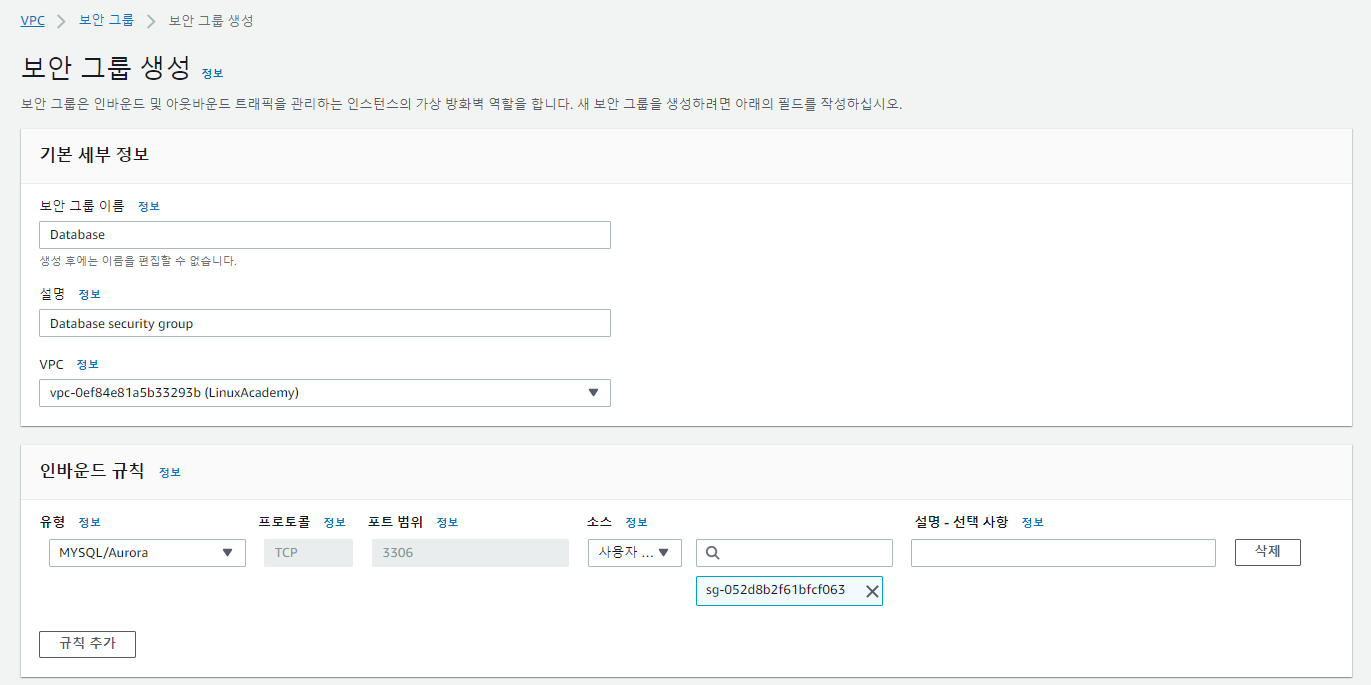 VPC > 보안 그룹 > 보안 그룹 생성
보안 그룹 생성 정보
보안 그룹은 인바운드 및 아웃바운드 트래픽을 관리하는 인스턴스의 가상 방화벽 역할을 합니다. 새 보안 그룹을 생성하려면 아래의 필드를 작성하십시오.
기본 세부 정보
보안 그룹 이름 정보
Database
생성 후에는 이름을 편집할 수 없습니다.
설명 정보
Database security group
VPC 정보
vpc-0ef84e81a5b33293b (LinuxAcademy)
인바운드 규칙 정보
유형 정보 프로토콜 정보 포트 범위 정보 소스 정보 설명 - 선택 사항 정보
MYSQL/Aurora TCP 3306 사용자 ... 삭제
sg-052d8b2f61bfcf063
규칙 추가